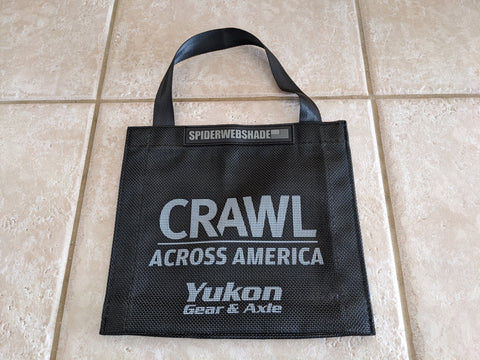 SPIDERWEBSHADE
CRAWL
ACROSS AMERICA
Yukon
Gear & Axle